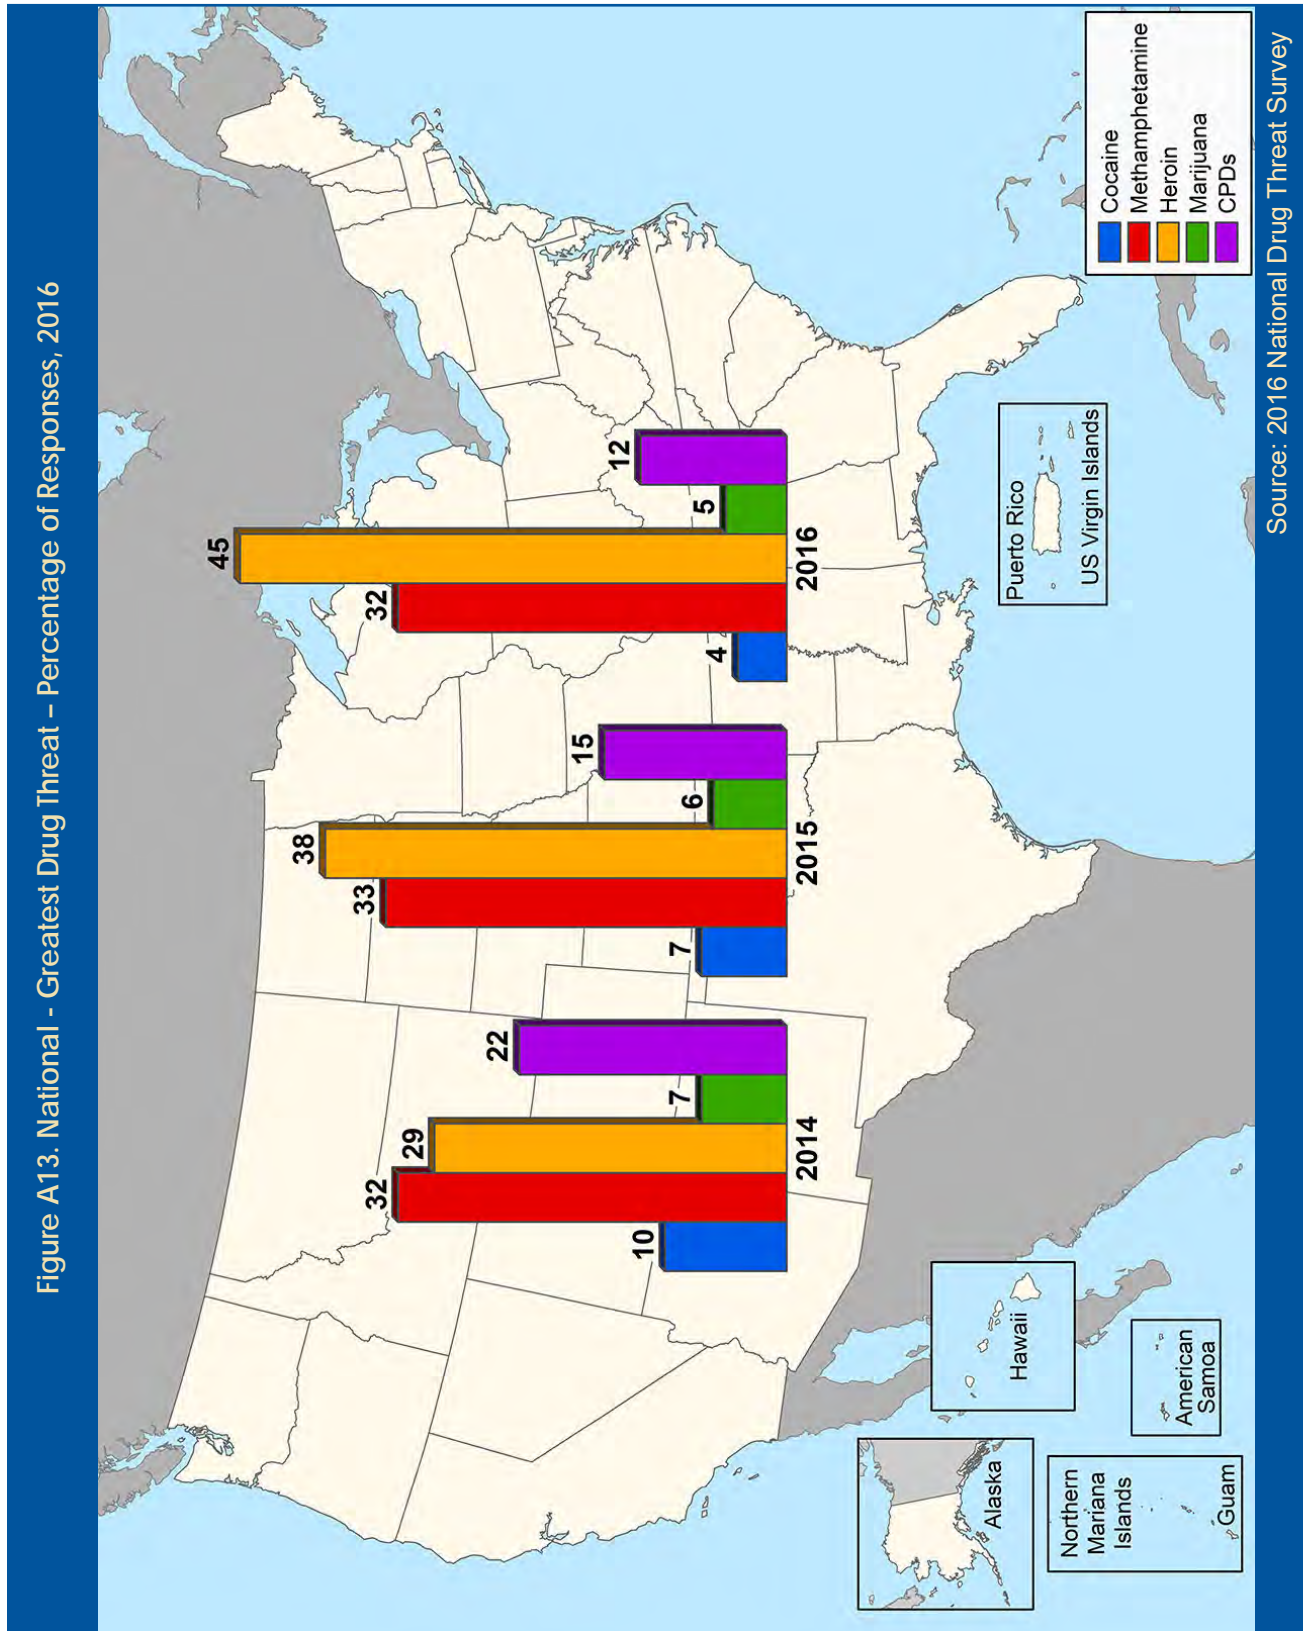 Figure A13. National - Greatest Drug Threat – Percentage of Responses, 2016
10
32
29
7
22
2014
7
33
38
6
15
2015
4
32
45
5
12
2016
Alaska
Hawaii
Northern
Mariana
Islands
Guam
American
Samoa
Puerto Rico
US Virgin Islands
Cocaine
Methamphetamine
Heroin
Marijuana
CPDs
Source: 2016 National Drug Threat Survey